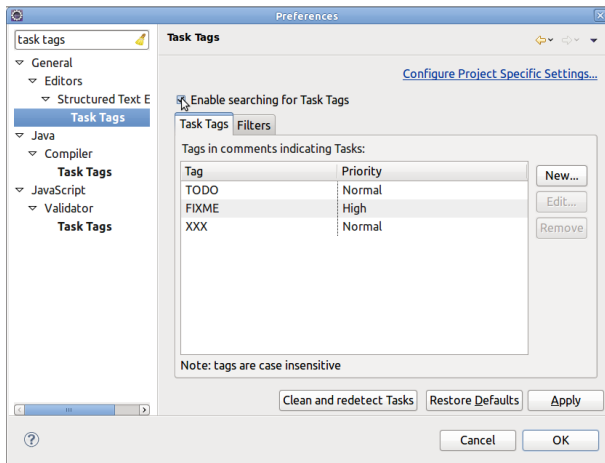 Preferences
task tags
Task Tags
General
Editors
Structured Text E
Task Tags
Java
Compiler
Task Tags
JavaScript
Validator
Task Tags
Configure Project Specific Settings...
Enable searching for Task Tags
Task Tags Filters
Tags in comments indicating Tasks:
Tag Priority
TODO Normal
FIXME High
XXX Normal
New...
Edit...
Remove
Note: tags are case insensitive
Clean and redetect Tasks Restore Defaults Apply
Cancel OK